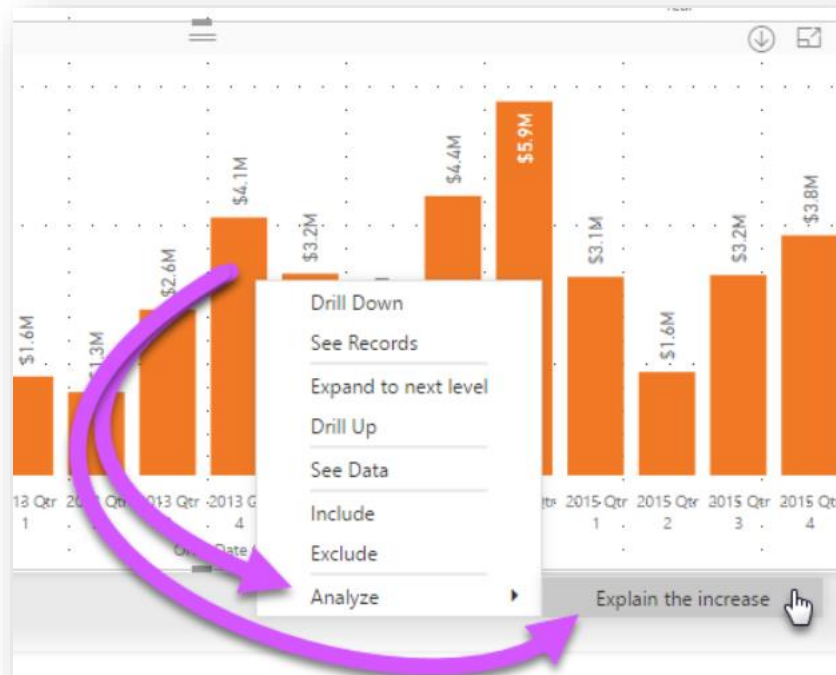 $1.6M
$1.3M
$2.6M
$4.1M
$3.2M
$4.4M
$5.9M
$3.1M
$1.6M
$3.2M
$3.8M
Drill Down
See Records
Expand to next level
Drill Up
See Data
Include
Exclude
Analyze
Explain the increase
13 Qtr
1
2013 Qtr
2013 Q
4
2015 Qtr
1
2015 Qtr
2
2015 Qtr
3
2015 Qt
4
Date